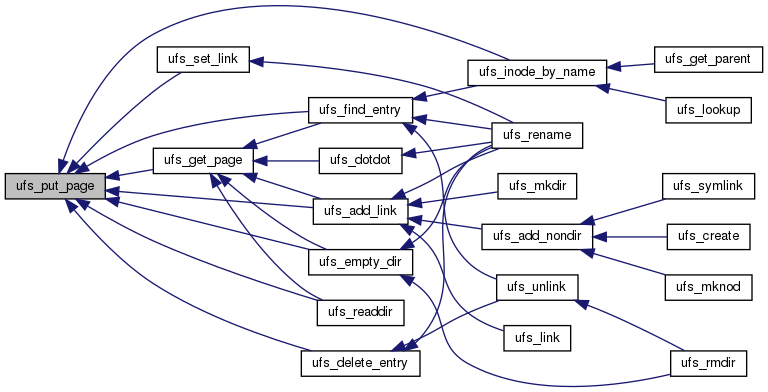 ufs_put_page
ufs_set_link
ufs_get_page
ufs_find_entry
ufs_dotdot
ufs_add_link
ufs_empty_dir
ufs_readdir
ufs_delete_entry
ufs_inode_by_name
ufs_rename
ufs_mkdir
ufs_add_nondir
ufs_unlink
ufs_link
ufs_get_parent
ufs_lookup
ufs_symlink
ufs_create
ufs_mknod
ufs_rmdir